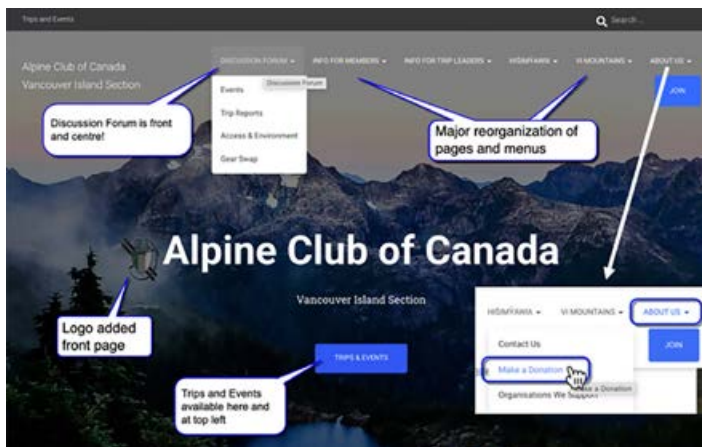 Trips and Events
Search ...
Alpine Club of Canada
Vancouver Island Section
DISCUSSION FORUM
INFO FOR MEMBERS
INFO FOR TRIP LEADERS
HIŠIMY̓AWIX
VI MOUNTAINS
ABOUT US
JOIN
Discussion Forum
Events
Trip Reports
Access & Environment
Gear Swap
Discussion Forum is front
and centre!
Major reorganization of
pages and menus
Alpine Club of Canada
Vancouver Island Section
Logo added
front page
TRIPS & EVENTS
Trips and Events
available here and
at top left
HIŠIMY̓AWIX
VI MOUNTAINS
ABOUT US
JOIN
Contact Us
Make a Donation
Make a Donation
Organisations We Support